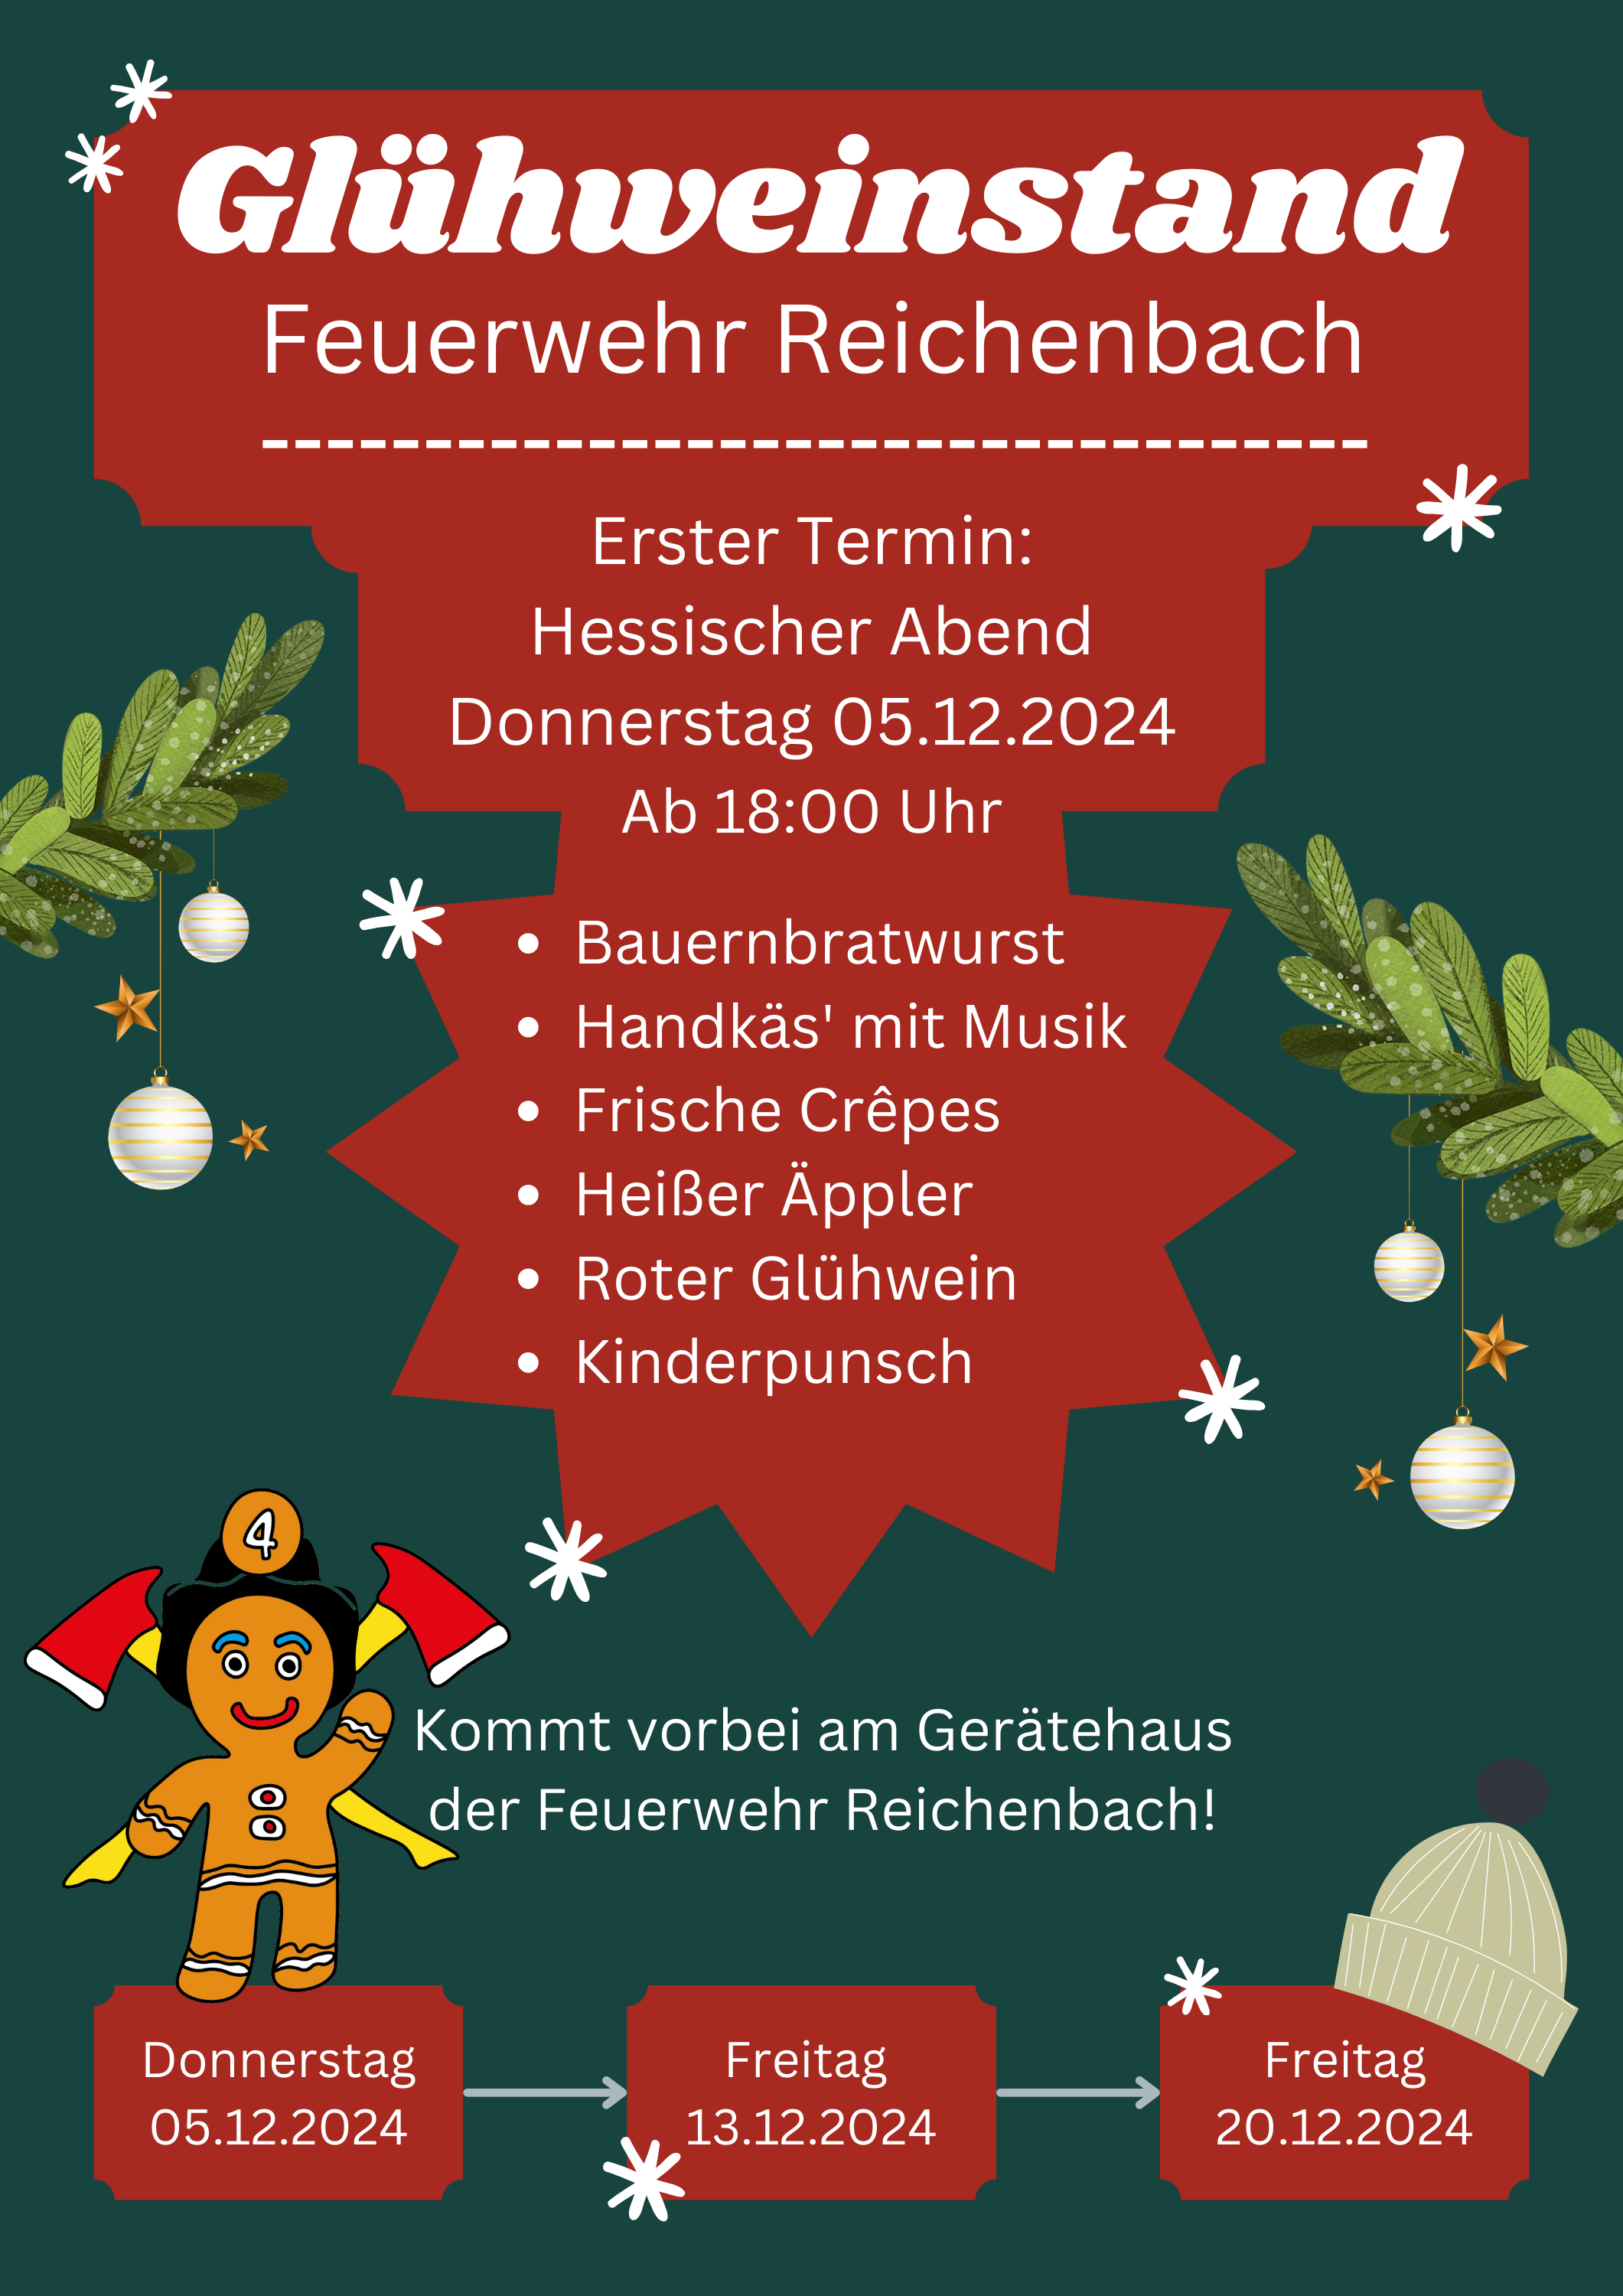 Glühweinstand
Feuerwehr Reichenbach
Erster Termin:
Hessischer Abend
Donnerstag 05.12.2024
Ab 18:00 Uhr
• Bauernbratwurst
• Handkäs' mit Musik
• Frische Crêpes
• Heißer Äppler
• Roter Glühwein
• Kinderpunsch
4
Kommt vorbei am Gerätehaus
der Feuerwehr Reichenbach!
Donnerstag
05.12.2024
Freitag
13.12.2024
Freitag
20.12.2024